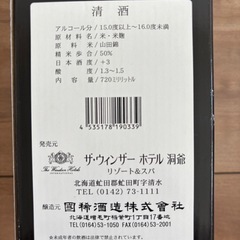 清酒
アルコール分 / 15.0度以上～16.0度未満
原材料名 / 米・米麹
原料米 / 山田錦
精米歩合 / 50%
日本酒度 / +3
酸度 / 1.3～1.5
内容量 / 720ミリリットル
4 535178 190339
発売元
The Windsor Hotels
ザ・ウィンザー ホテル 洞爺
リゾート&スパ
北海道虻田郡虻田町字清水
TEL (0142) 73-1111
醸造元
國稀酒造株式会社
北海道増毛町稲葉町1丁目17番地
TEL(0164)53-1050 FAX(0164)53-2001